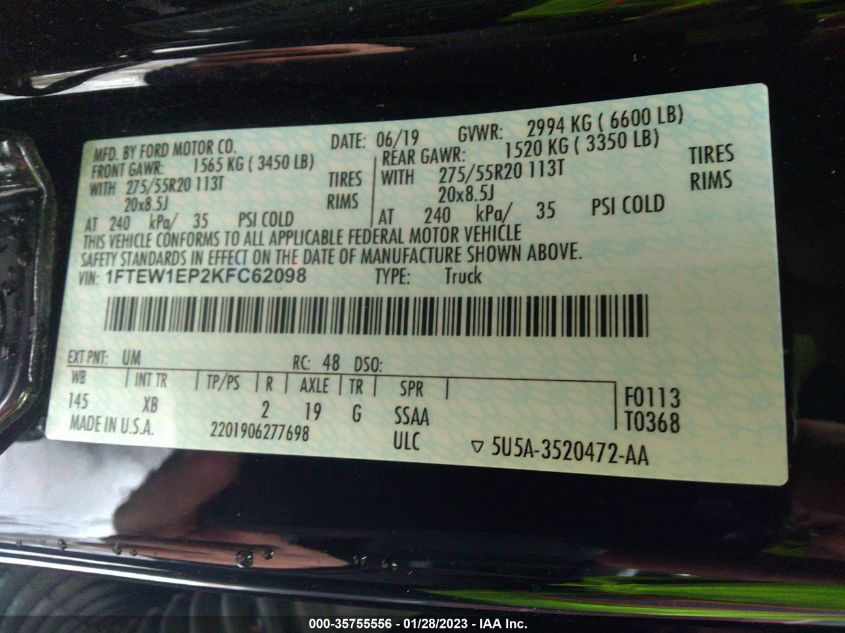 MFD. BY FORD MOTOR CO. DATE: 06/19 GVWR: 2994 KG ( 6600 LB)
FRONT GAWR: 1565 KG ( 3450 LB) REAR GAWR: 1520 KG ( 3350 LB)
WITH 275/55R20 113T TIRES WITH 275/55R20 113T TIRES
20x8.5J RIMS 20x8.5J RIMS
AT 240 kPa/ 35 PSI COLD AT 240 kPa/ 35 PSI COLD
THIS VEHICLE CONFORMS TO ALL APPLICABLE FEDERAL MOTOR VEHICLE
SAFETY STANDARDS IN EFFECT ON THE DATE OF MANUFACTURE SHOWN ABOVE.
VIN: 1FTEW1EP2KFC62098 TYPE: Truck
EXT PNT: UM RC: 48 DSO:
WB INT TR TP/PS R AXLE TR SPR
145 XB 2 19 G SSAA F0113
MADE IN U.S.A. 2201906277698 ULC T0368
5U5A-3520472-AA
000-35755556 - 01/28/2023 - IAA Inc.